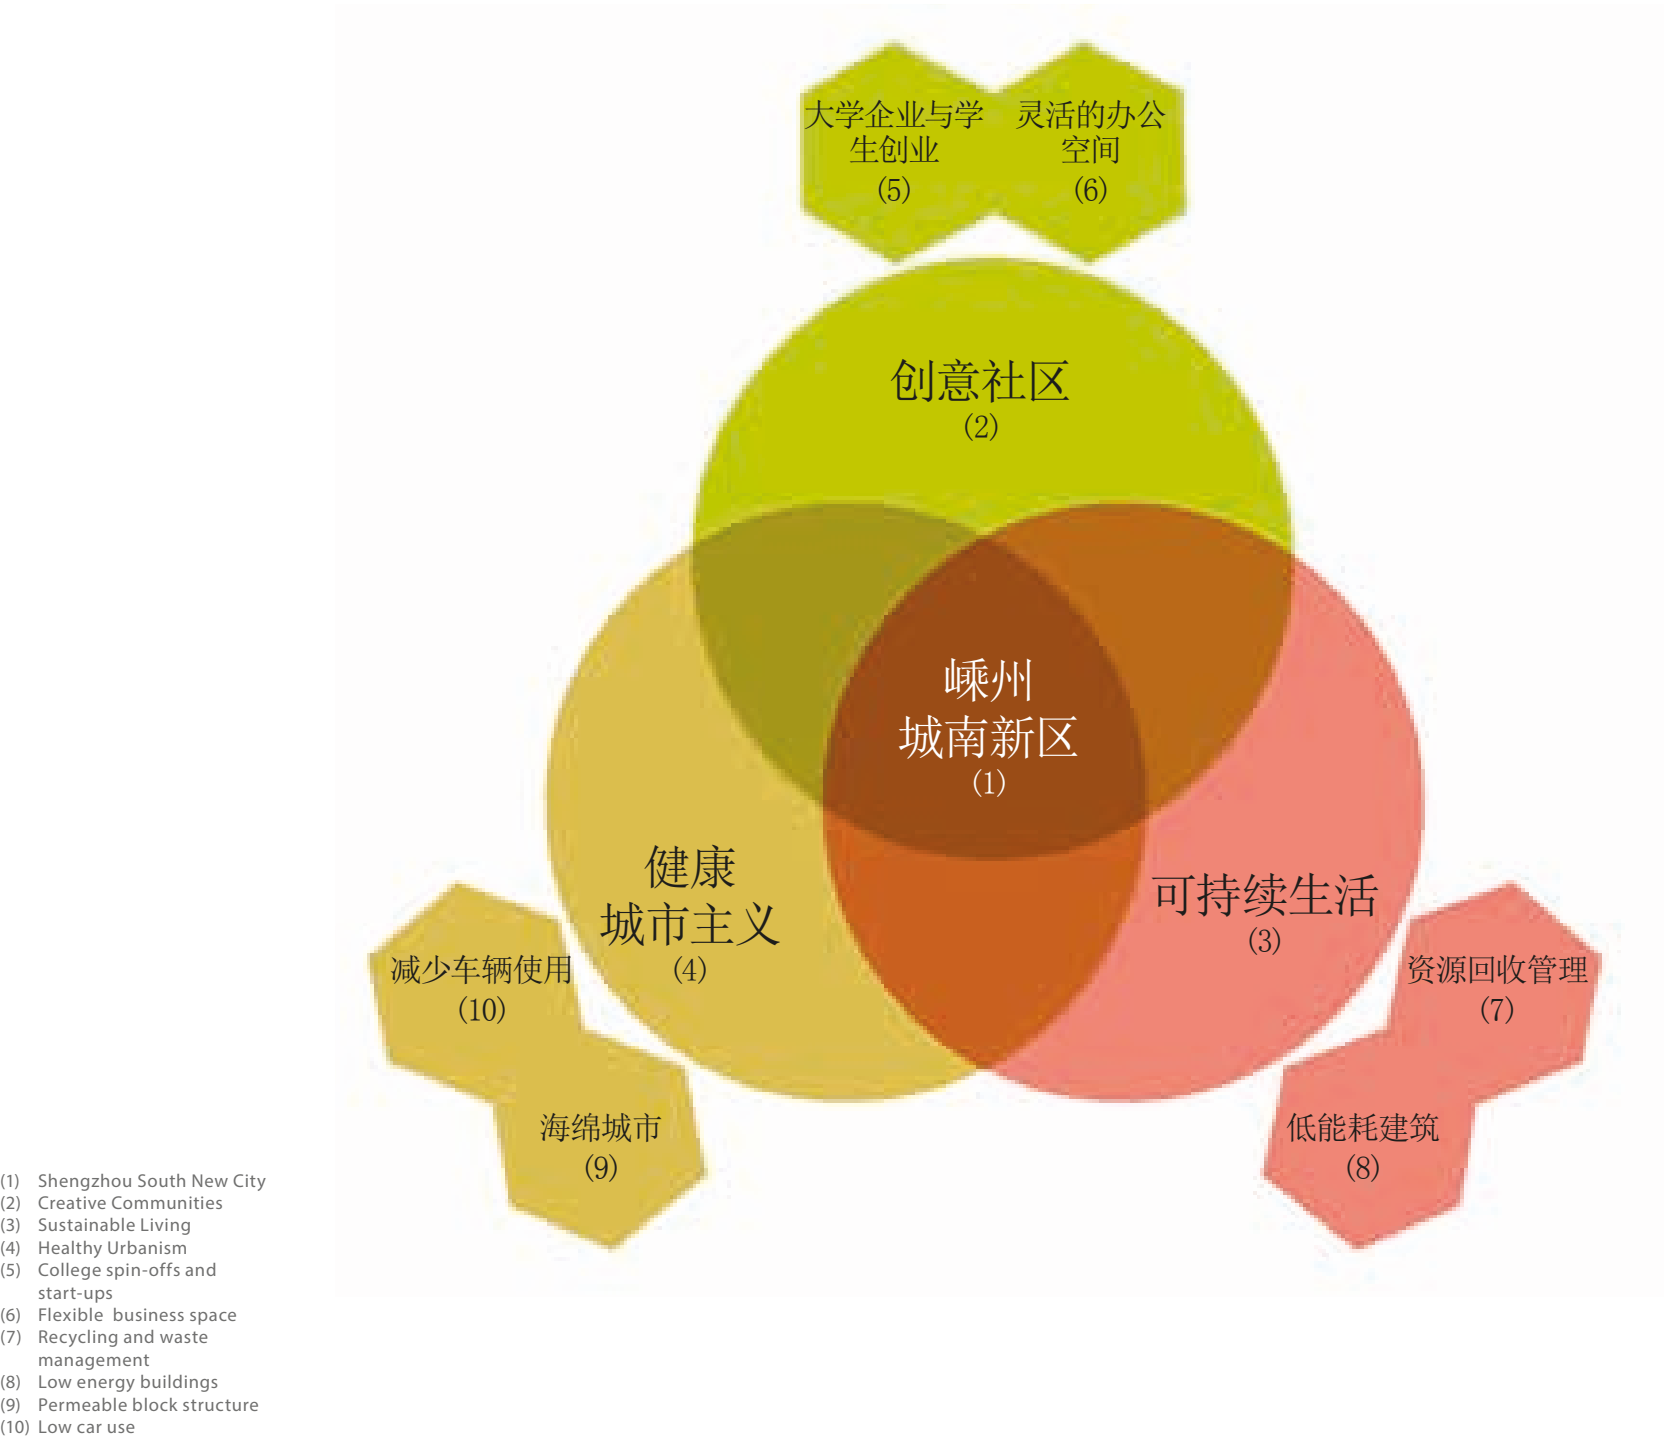 大学企业与学
生创业
(5)
灵活的办公
空间
(6)
创意社区
(2)
嵊州
城南新区
(1)
健康
城市主义
(4)
可持续生活
(3)
减少车辆使用
(10)
资源回收管理
(7)
海绵城市
(9)
低能耗建筑
(8)
(1) Shengzhou South New City
(2) Creative Communities
(3) Sustainable Living
(4) Healthy Urbanism
(5) College spin-offs and
start-ups
(6) Flexible business space
(7) Recycling and waste
management
(8) Low energy buildings
(9) Permeable block structure
(10) Low car use